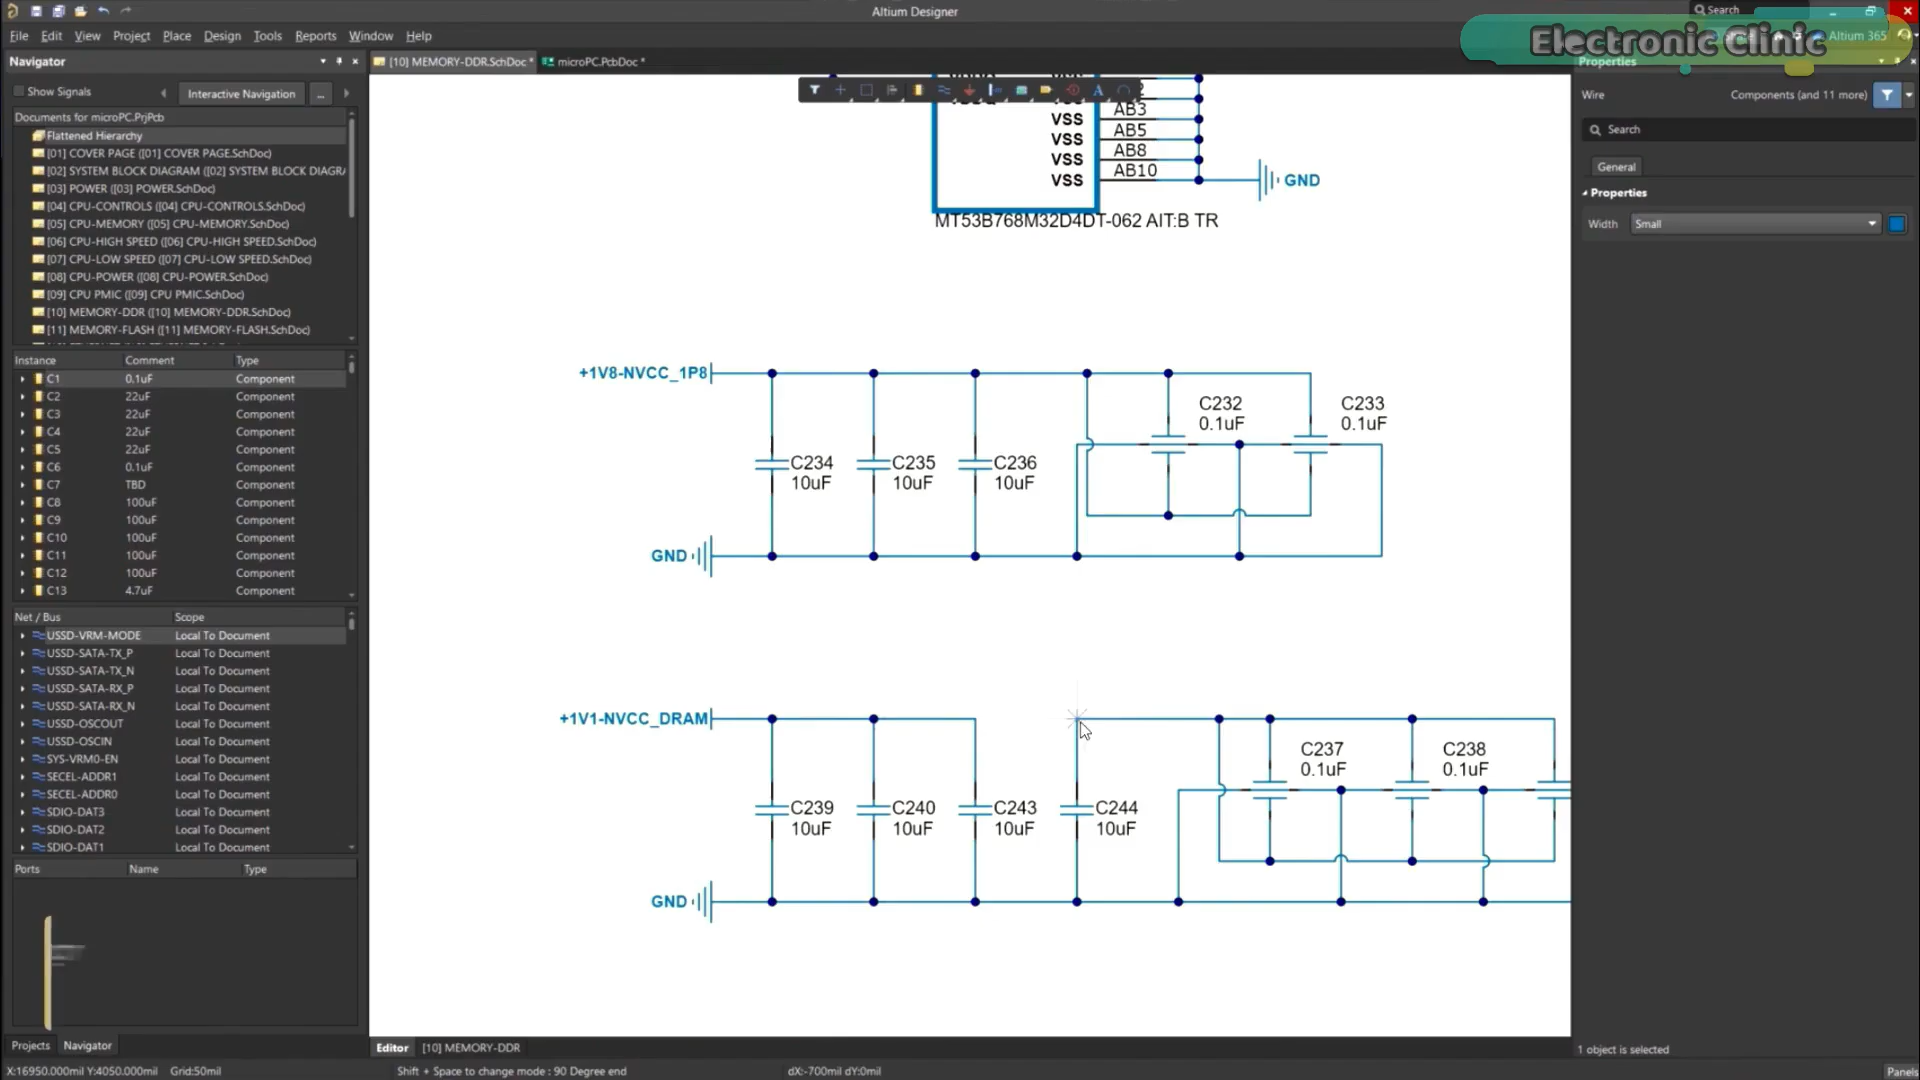 Altium Designer
Search
Electronic Clinic
File Edit View Project Place Design Tools Reports Window Help
Altium 365
Navigator
[10] MEMORY-DDR.SchDoc *
microPC.PcbDoc *
Properties
Show Signals
Interactive Navigation
...
Wire
Components (and 11 more)
Documents for microPC.PrjPcb
Search
Flattened Hierarchy
[01] COVER PAGE ([01] COVER PAGE.SchDoc)
[02] SYSTEM BLOCK DIAGRAM ([02] SYSTEM BLOCK DIAGRA
[03] POWER ([03] POWER.SchDoc)
[04] CPU-CONTROLS ([04] CPU-CONTROLS.SchDoc)
[05] CPU-MEMORY ([05] CPU-MEMORY.SchDoc)
[06] CPU-HIGH SPEED ([06] CPU-HIGH SPEED.SchDoc)
[07] CPU-LOW SPEED ([07] CPU-LOW SPEED.SchDoc)
[08] CPU-POWER ([08] CPU-POWER.SchDoc)
[09] CPU PMIC ([09] CPU PMIC.SchDoc)
[10] MEMORY-DDR ([10] MEMORY-DDR.SchDoc)
[11] MEMORY-FLASH ([11] MEMORY-FLASH.SchDoc)
General
Properties
Width Small
Instance Comment Type
C1 0.1uF Component
C2 22uF Component
C3 22uF Component
C4 22uF Component
C5 22uF Component
C6 0.1uF Component
C7 TBD Component
C8 100uF Component
C9 100uF Component
C10 100uF Component
C11 100uF Component
C12 100uF Component
C13 4.7uF Component
Net / Bus Scope
USSD-VRM-MODE Local To Document
USSD-SATA-TX_P Local To Document
USSD-SATA-TX_N Local To Document
USSD-SATA-RX_P Local To Document
USSD-SATA-RX_N Local To Document
USSD-OSCOUT Local To Document
USSD-OSCIN Local To Document
SYS-VRM0-EN Local To Document
SECEL-ADDR1 Local To Document
SECEL-ADDR0 Local To Document
SDIO-DAT3 Local To Document
SDIO-DAT2 Local To Document
SDIO-DAT1 Local To Document
Ports Name Type
VSS AB3
VSS AB5
VSS AB8
VSS AB10
GND
MT53B768M32D4DT-062 AIT:B TR
+1V8-NVCC_1P8
C232
0.1uF
C233
0.1uF
C234
10uF
C235
10uF
C236
10uF
GND
+1V1-NVCC_DRAM
C237
0.1uF
C238
0.1uF
C239
10uF
C240
10uF
C243
10uF
C244
10uF
GND
Projects Navigator
Editor [10] MEMORY-DDR
1 object is selected
X:16950.000mil Y:4050.000mil Grid:50mil
Shift + Space to change mode : 90 Degree end
dX:-700mil dY:0mil
Panels